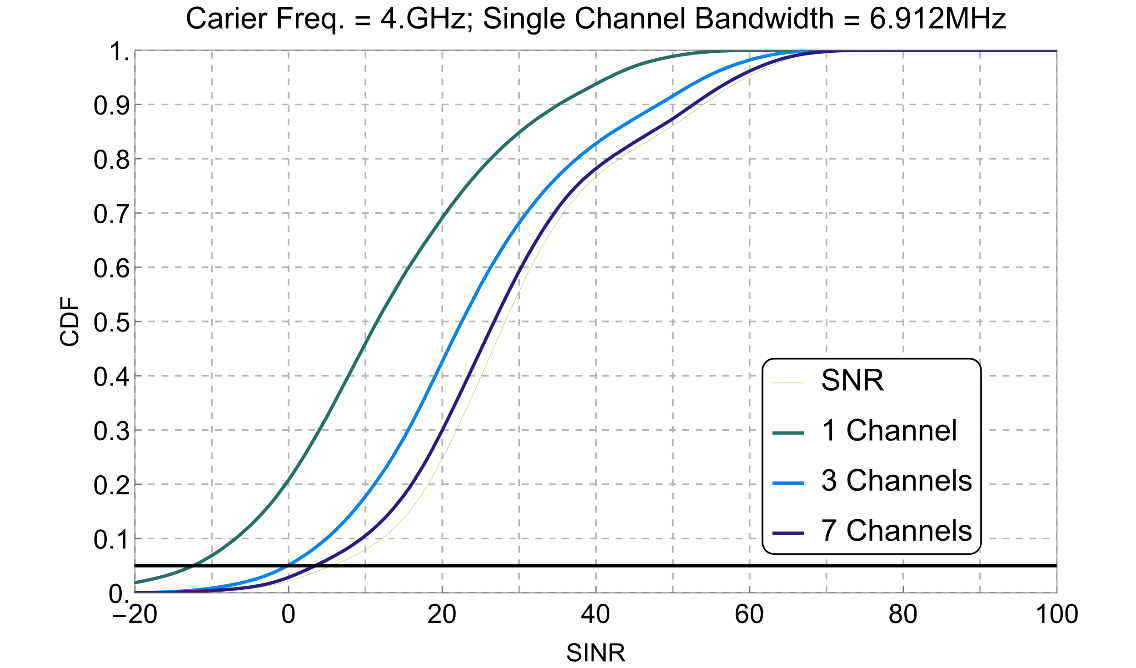 Carier Freq. = 4.GHz; Single Channel Bandwidth = 6.912MHz
1.
0.9
0.8
0.7
0.6
0.5
0.4
0.3
0.2
0.1
0.
CDF
SNR
1 Channel
3 Channels
7 Channels
−20 0 20 40 60 80 100
SINR